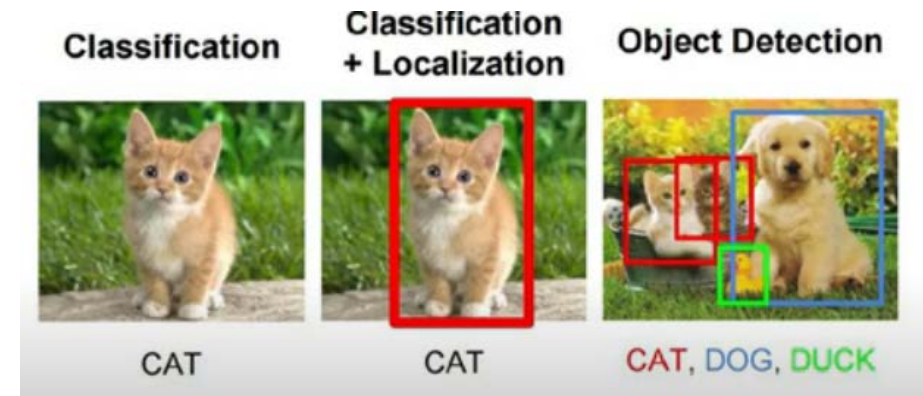 Classification
Classification
+ Localization
Object Detection
CAT
CAT
CAT, DOG, DUCK